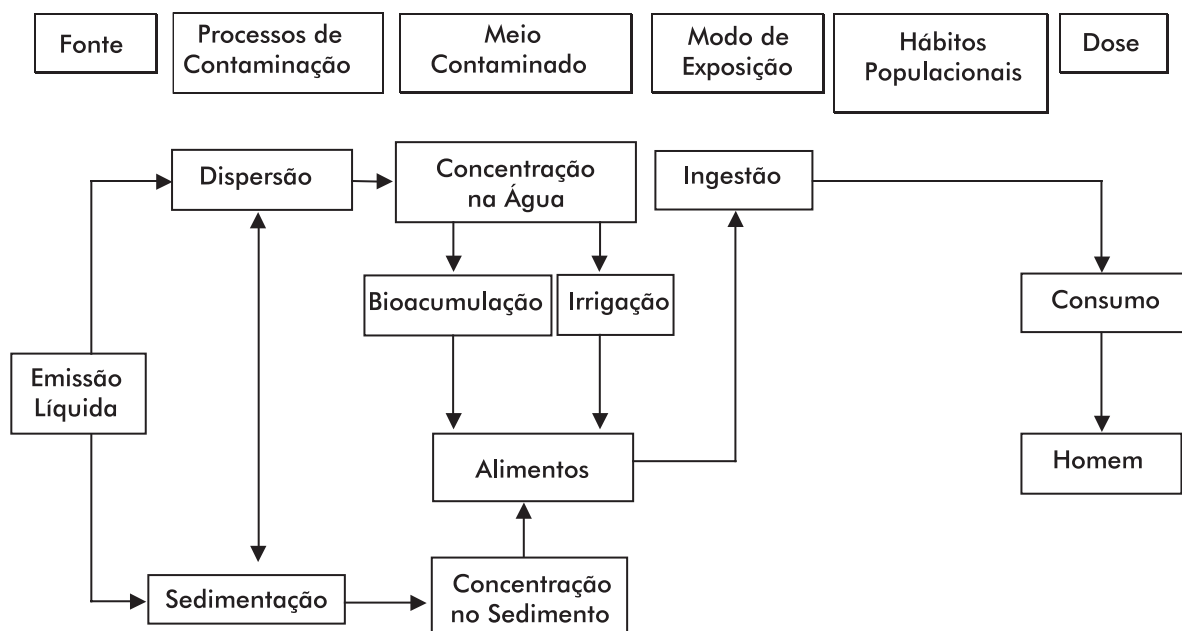 Fonte
Processos de
Contaminação
Meio
Contaminado
Modo de
Exposição
Hábitos
Populacionais
Dose
Dispersão
Concentração
na Água
Ingestão
Bioacumulação
Irrigação
Consumo
Emissão
Líquida
Alimentos
Homem
Sedimentação
Concentração
no Sedimento